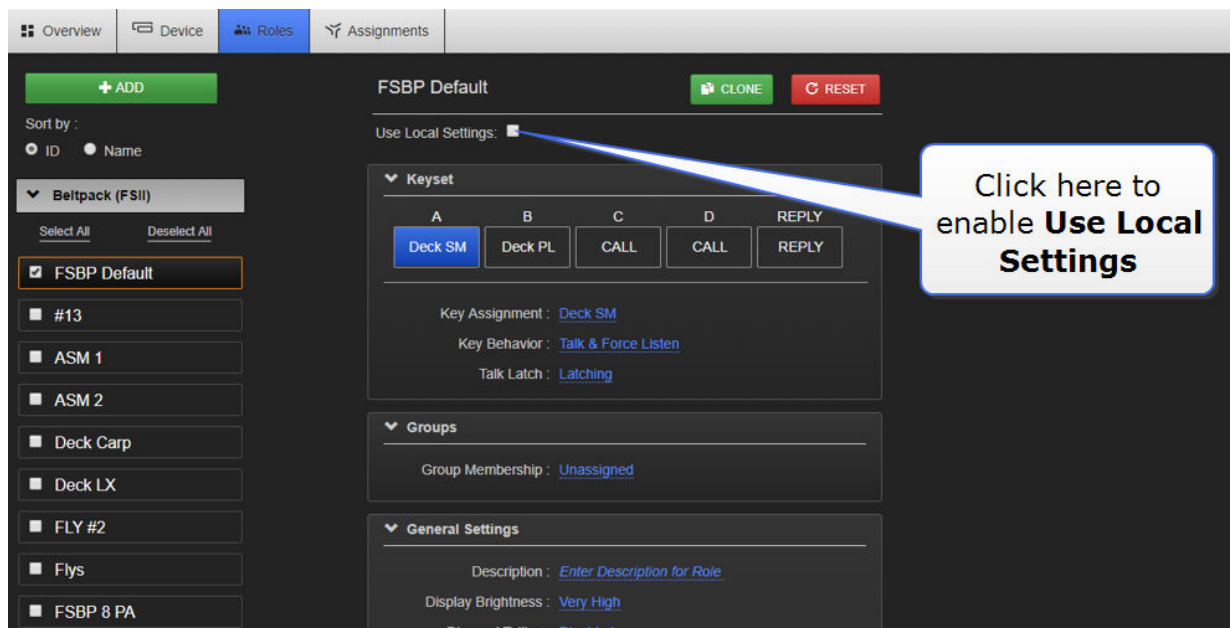 Overview Device Roles Assignments
ADD
Sort by :
ID Name
Beltpack (FSII)
Select All Deselect All
FSBP Default
#13
ASM 1
ASM 2
Deck Carp
Deck LX
FLY #2
Flys
FSBP 8 PA
FSBP Default CLONE RESET
Use Local Settings:
Keyset
A B C D REPLY
Deck SM Deck PL CALL CALL REPLY
Key Assignment : Deck SM
Key Behavior : Talk & Force Listen
Talk Latch : Latching
Groups
Group Membership : Unassigned
General Settings
Description : Enter Description for Role
Display Brightness : Very High
Click here to
enable Use Local
Settings